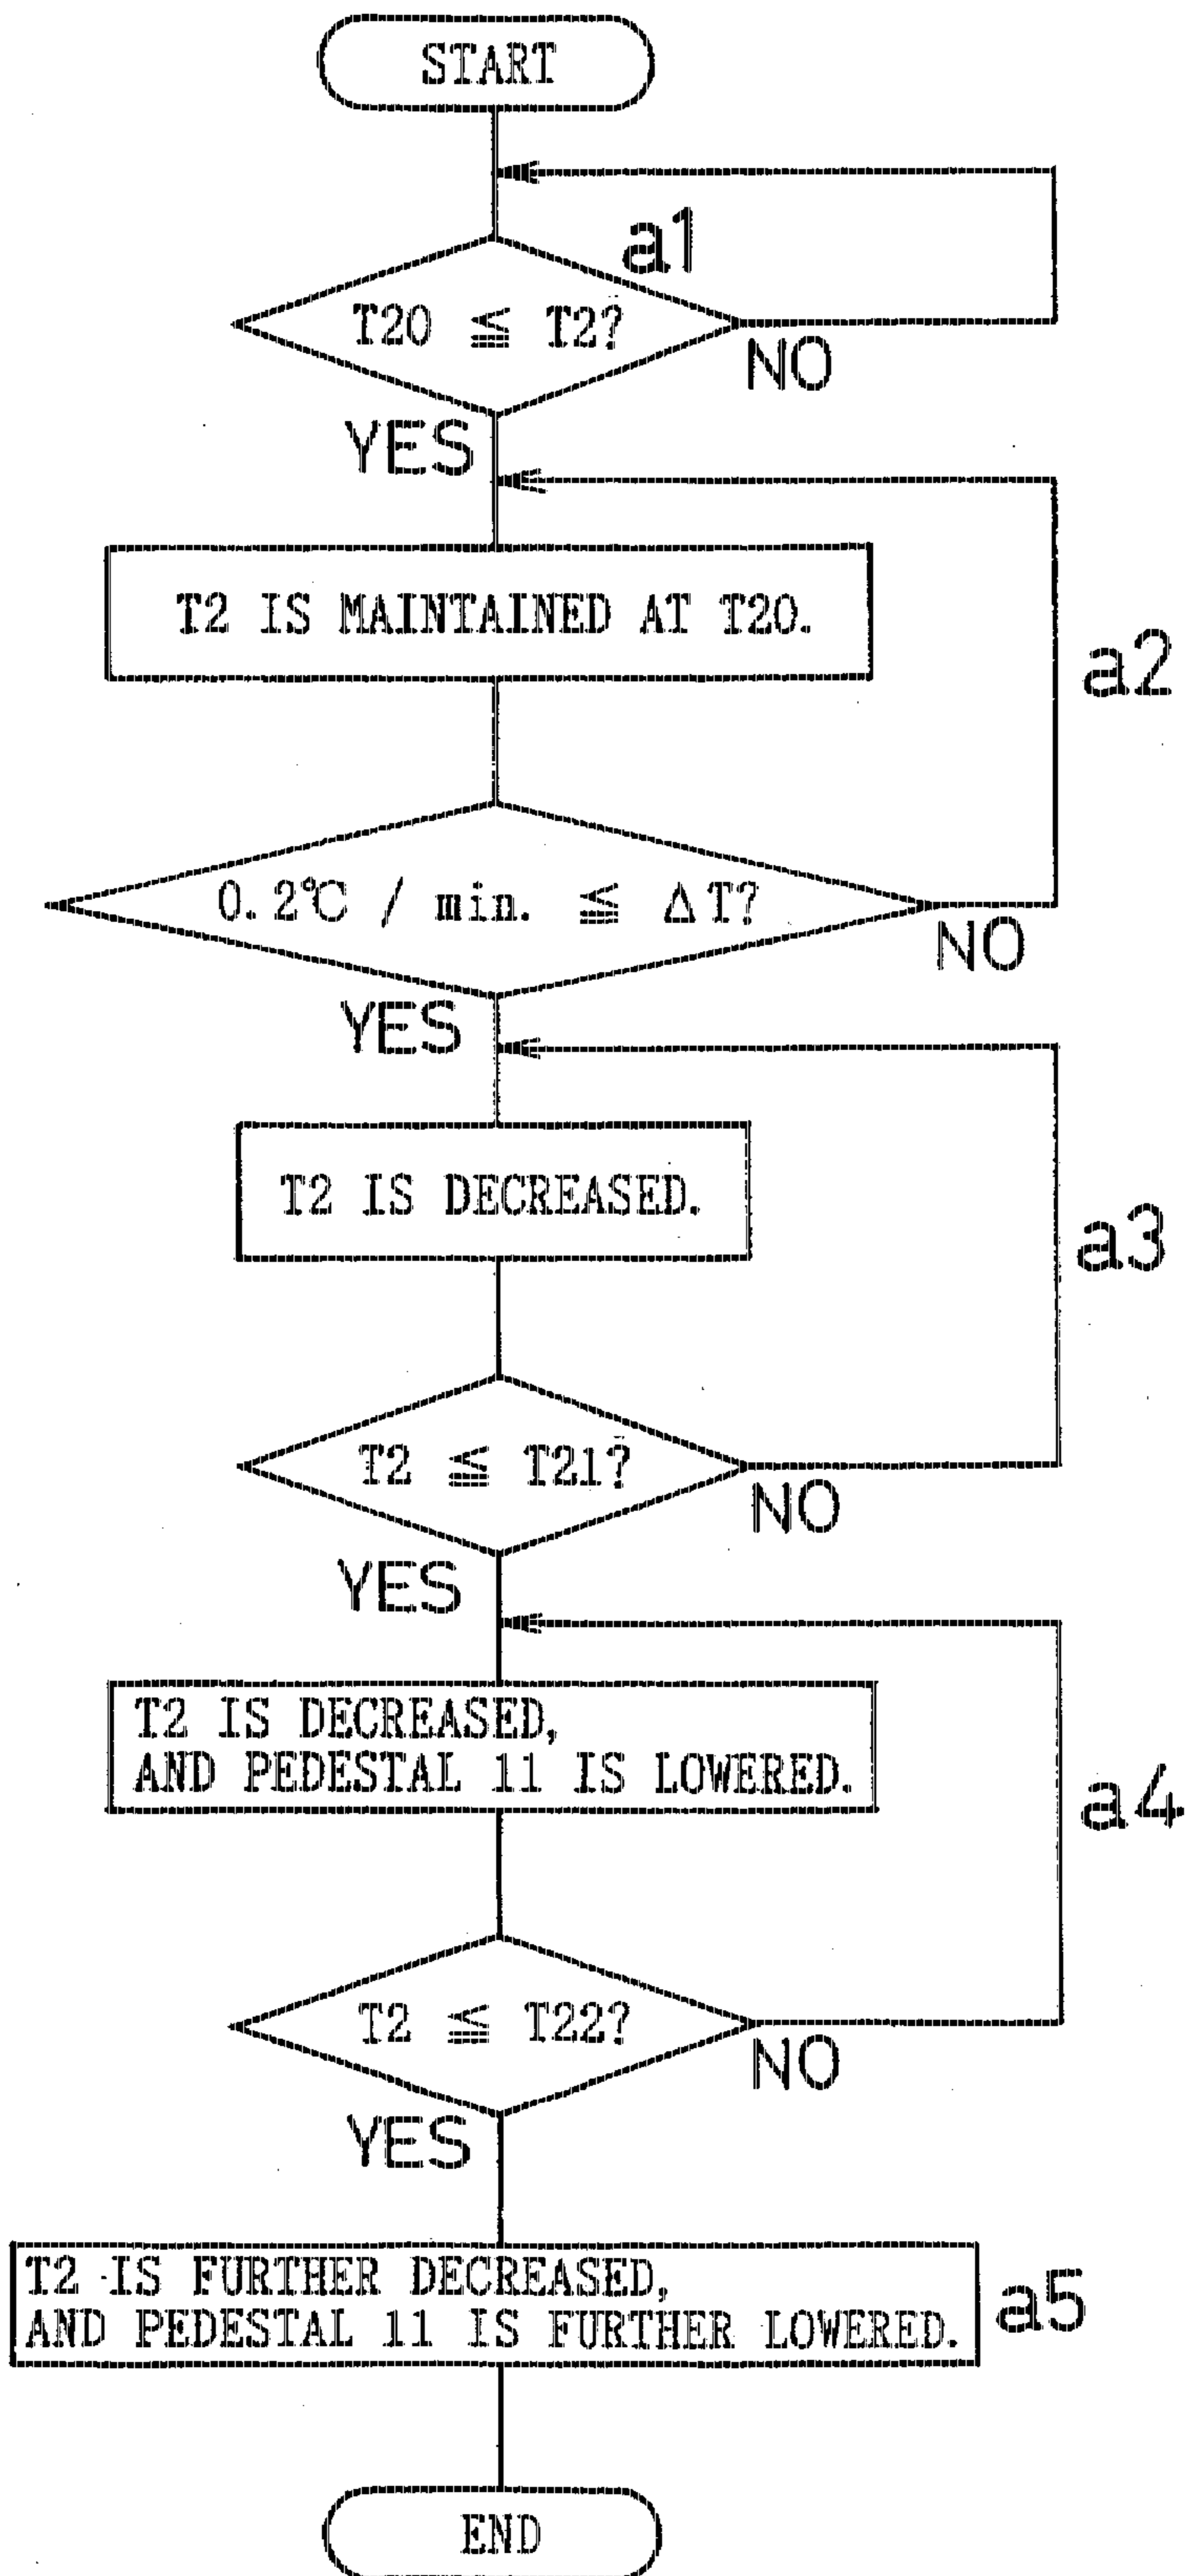 START
a1
T20 ≦ T2?
NO
YES
T2 IS MAINTAINED AT T20.
a2
0.2℃ / min. ≦ ΔT?
NO
YES
T2 IS DECREASED.
a3
T2 ≦ T21?
NO
YES
T2 IS DECREASED,
AND PEDESTAL 11 IS LOWERED.
a4
T2 ≦ T22?
NO
YES
T2 IS FURTHER DECREASED,
AND PEDESTAL 11 IS FURTHER LOWERED.
a5
END